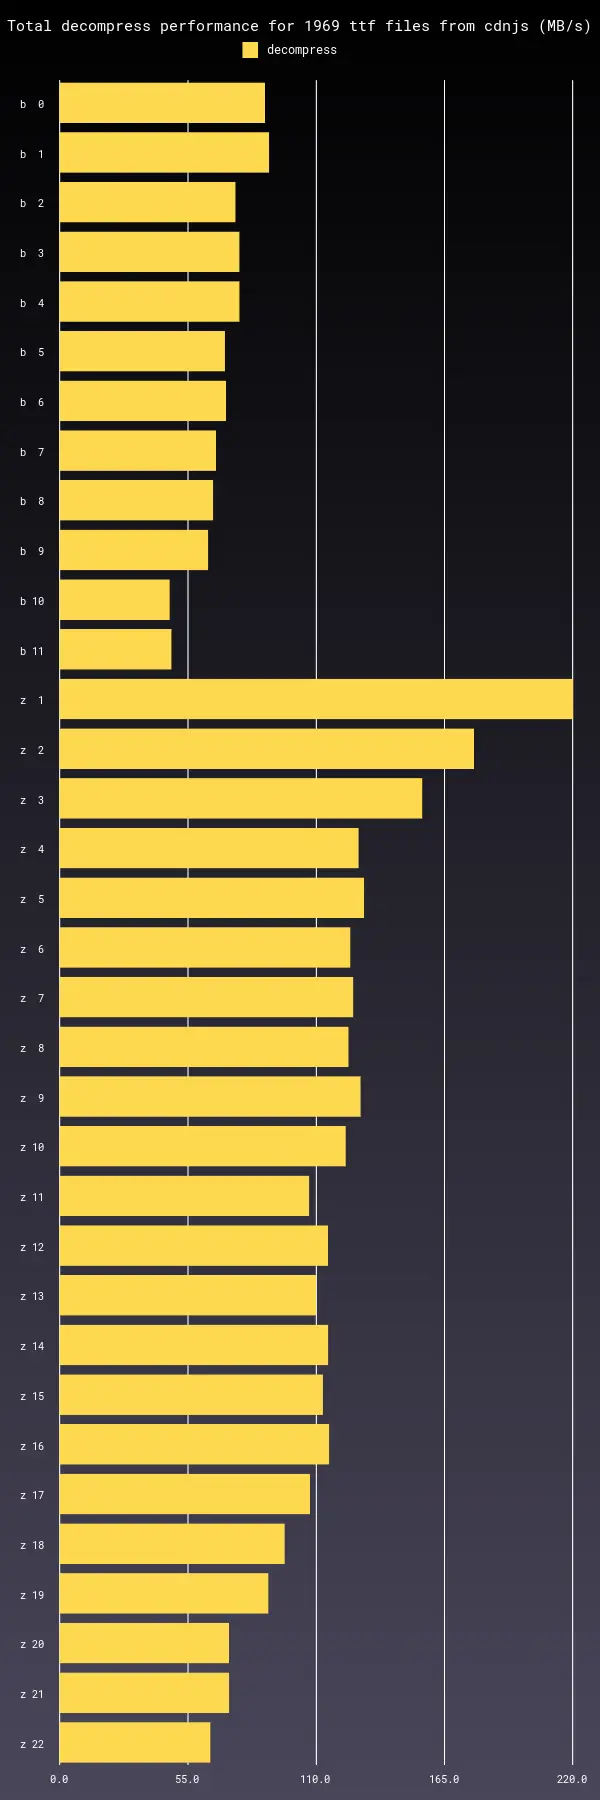 Total decompress performance for 1969 ttf files from cdnjs (MB/s)
decompress
b  0
b  1
b  2
b  3
b  4
b  5
b  6
b  7
b  8
b  9
b 10
b 11
z  1
z  2
z  3
z  4
z  5
z  6
z  7
z  8
z  9
z 10
z 11
z 12
z 13
z 14
z 15
z 16
z 17
z 18
z 19
z 20
z 21
z 22
0.0 55.0 110.0 165.0 220.0